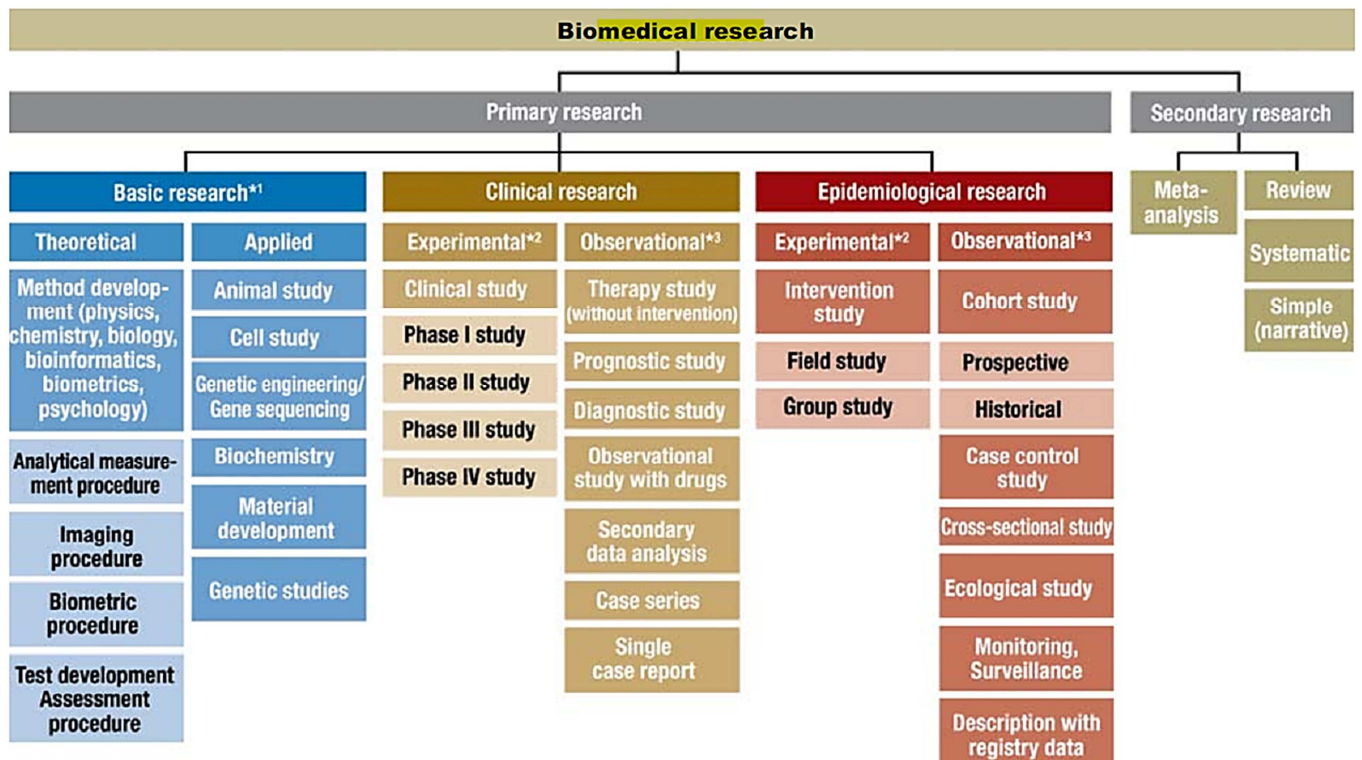 Biomedical research
Primary research
Secondary research
Basic research*1
Clinical research
Epidemiological research
Meta-
analysis
Review
Systematic
Simple
(narrative)
Theoretical
Method develop-
ment (physics,
chemistry, biology,
bioinformatics,
biometrics,
psychology)
Analytical measure-
ment procedure
Imaging
procedure
Biometric
procedure
Test development
Assessment
procedure
Applied
Animal study
Cell study
Genetic engineering/
Gene sequencing
Biochemistry
Material
development
Genetic studies
Experimental*2
Clinical study
Phase I study
Phase II study
Phase III study
Phase IV study
Observational*3
Therapy study
(without intervention)
Prognostic study
Diagnostic study
Observational
study with drugs
Secondary
data analysis
Case series
Single
case report
Experimental*2
Intervention
study
Field study
Group study
Observational*3
Cohort study
Prospective
Historical
Case control
study
Cross-sectional study
Ecological study
Monitoring,
Surveillance
Description with
registry data